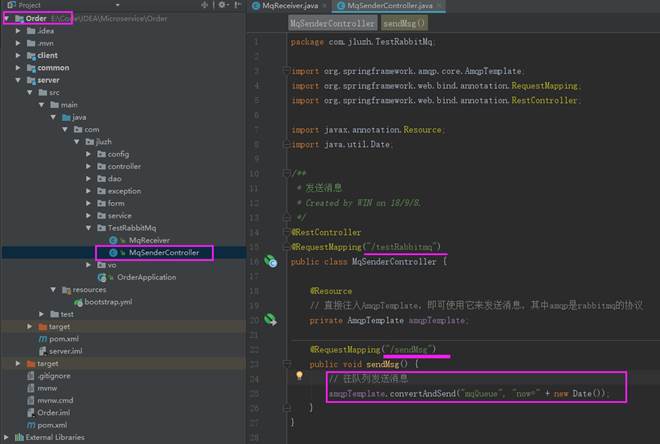 Project
Order E:\Code\IDEA\Microservice\Order
.idea
.mvn
client
common
server
src
main
java
com
jluzh
config
controller
dao
exception
form
service
TestRabbitMq
MqReceiver
MqSenderController
vo
OrderApplication
resources
bootstrap.yml
test
target
pom.xml
server.iml
target
.gitignore
mvnw
mvnw.cmd
Order.iml
pom.xml
External Libraries
MqReceiver.java
MqSenderController.java
MqSenderController
sendMsg()
1 package com.jluzh.TestRabbitMq;
2
3 import org.springframework.amqp.core.AmqpTemplate;
4 import org.springframework.web.bind.annotation.RequestMapping;
5 import org.springframework.web.bind.annotation.RestController;
6
7 import javax.annotation.Resource;
8 import java.util.Date;
9
10 /**
11 * 发送消息
12 * Created by WIN on 18/9/8.
13 */
14 @RestController
15 @RequestMapping("/testRabbitmq")
16 public class MqSenderController {
17
18 @Resource
19 // 直接注入AmqpTemplate，即可使用它来发送消息，其中amqp是rabbitmq的协议
20 private AmqpTemplate amqpTemplate;
21
22 @RequestMapping("/sendMsg")
23 public void sendMsg() {
24 // 往队列发送消息
25 amqpTemplate.convertAndSend("mqQueue", "now=" + new Date());
26 }
27 }
28